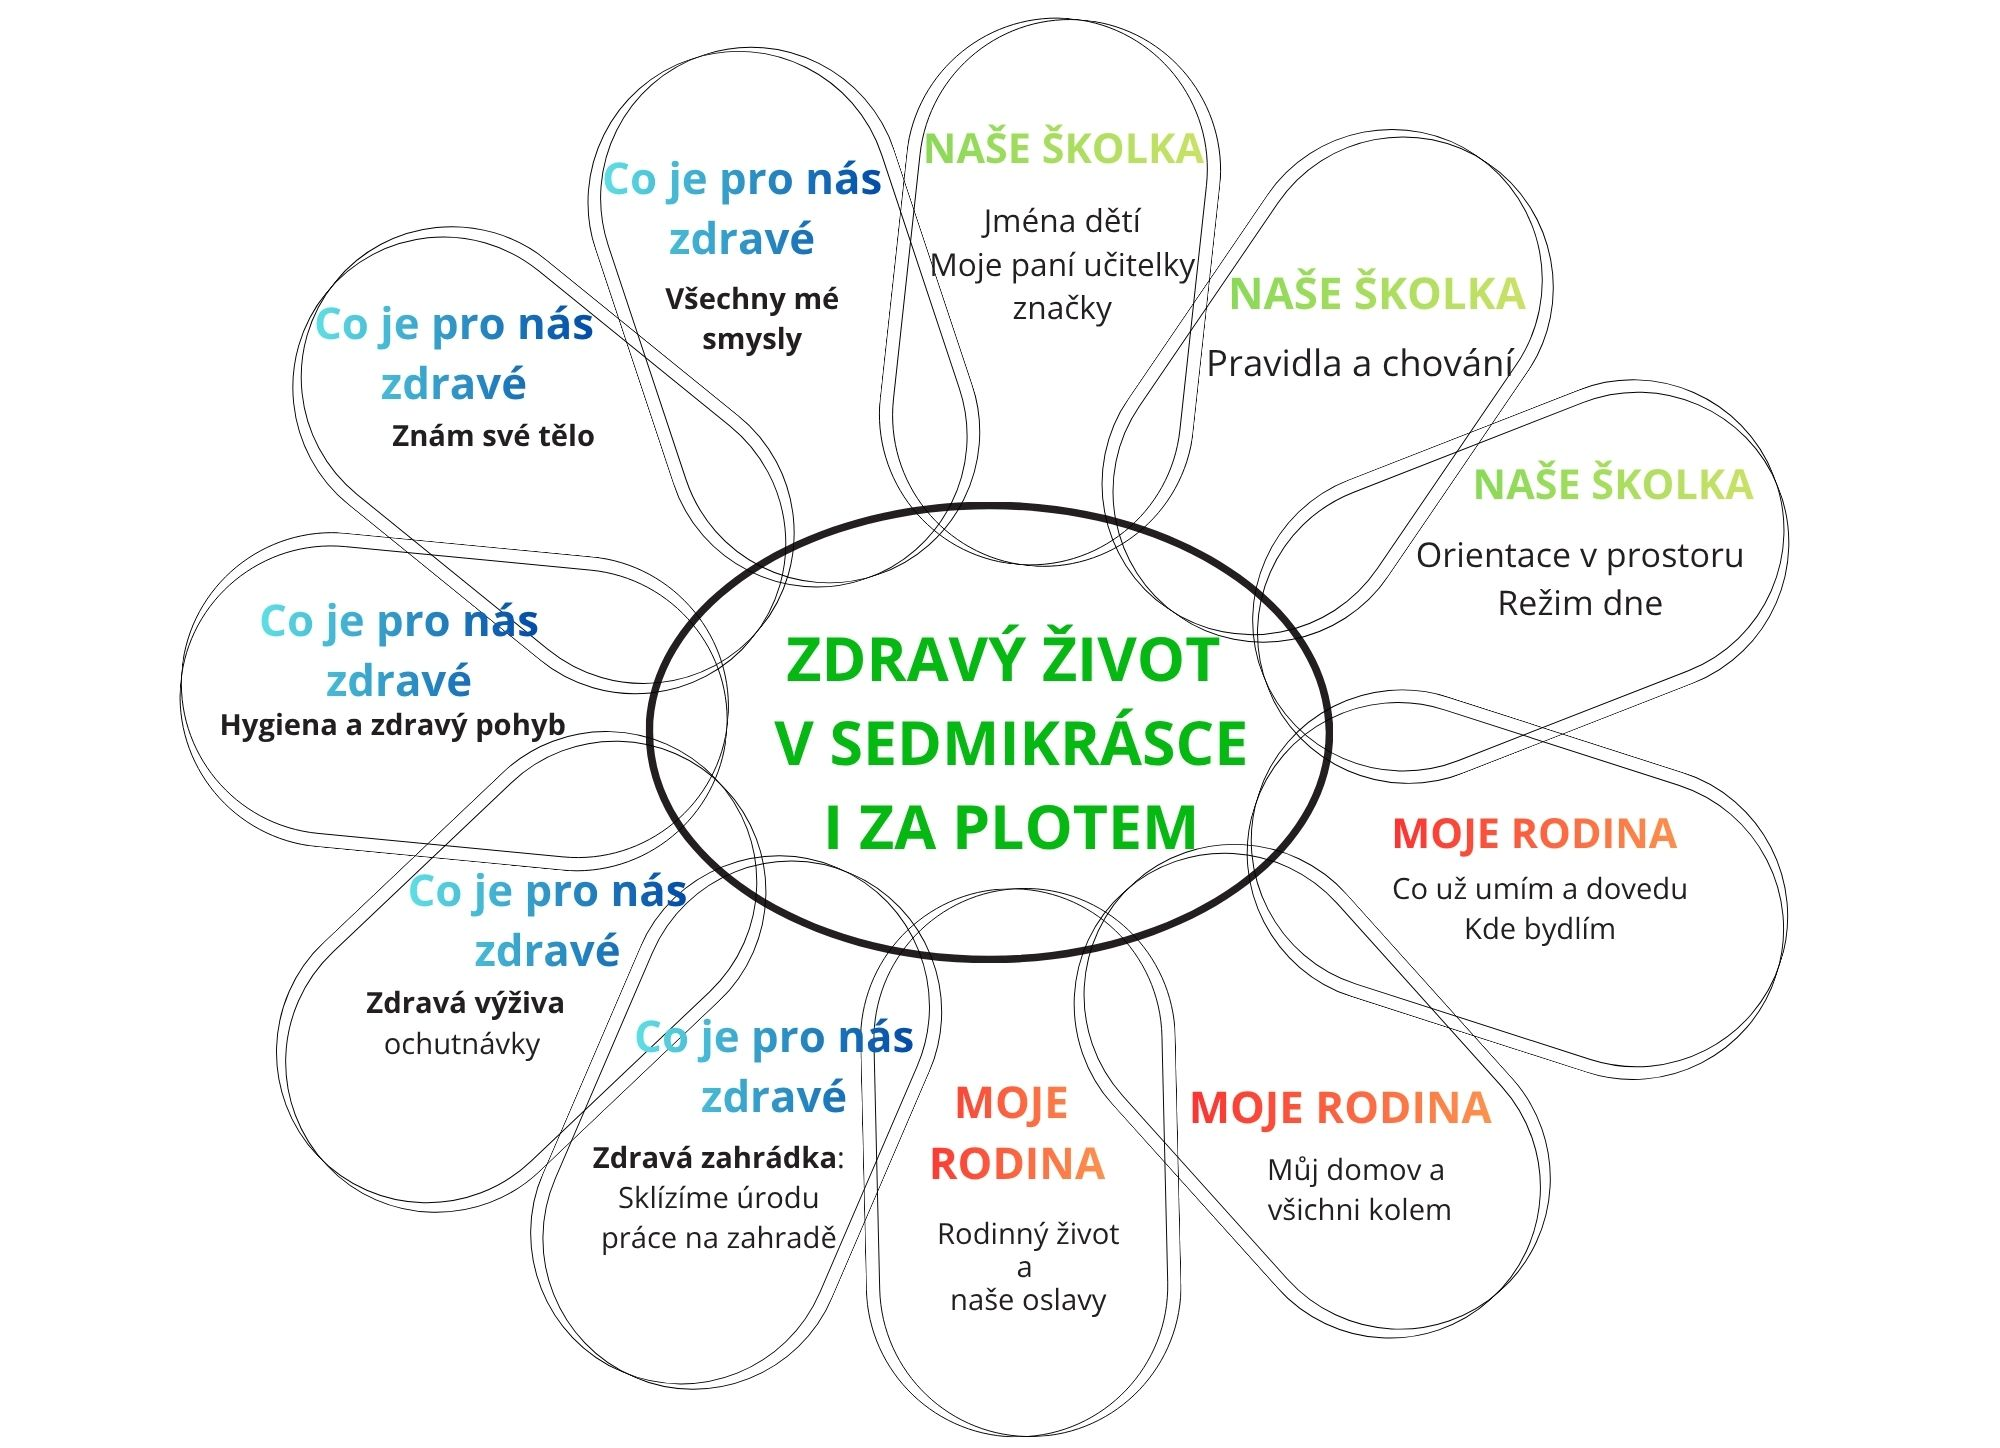 NAŠE ŠKOLKA
Jména dětí
Moje paní učitelky
značky
NAŠE ŠKOLKA
Pravidla a chování
NAŠE ŠKOLKA
Orientace v prostoru
Režim dne
MOJE RODINA
Co už umím a dovedu
Kde bydlím
MOJE RODINA
Můj domov a
všichni kolem
MOJE
RODINA
Rodinný život
a
naše oslavy
Co je pro nás
zdravé
Zdravá zahrádka:
Sklízíme úrodu
práce na zahradě
Co je pro nás
zdravé
Zdravá výživa
ochutnávky
Co je pro nás
zdravé
Hygiena a zdravý pohyb
Co je pro nás
zdravé
Znám své tělo
Co je pro nás
zdravé
Všechny mé
smysly
ZDRAVÝ ŽIVOT
V SEDMIKRÁSCE
I ZA PLOTEM